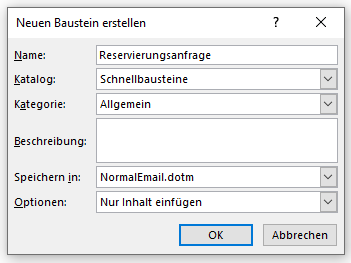 Neuen Baustein erstellen
? ×
Name: Reservierungsanfrage
Katalog: Schnellbausteine
Kategorie: Allgemein
Beschreibung:
Speichern in: NormalEmail.dotm
Optionen: Nur Inhalt einfügen
OK Abbrechen